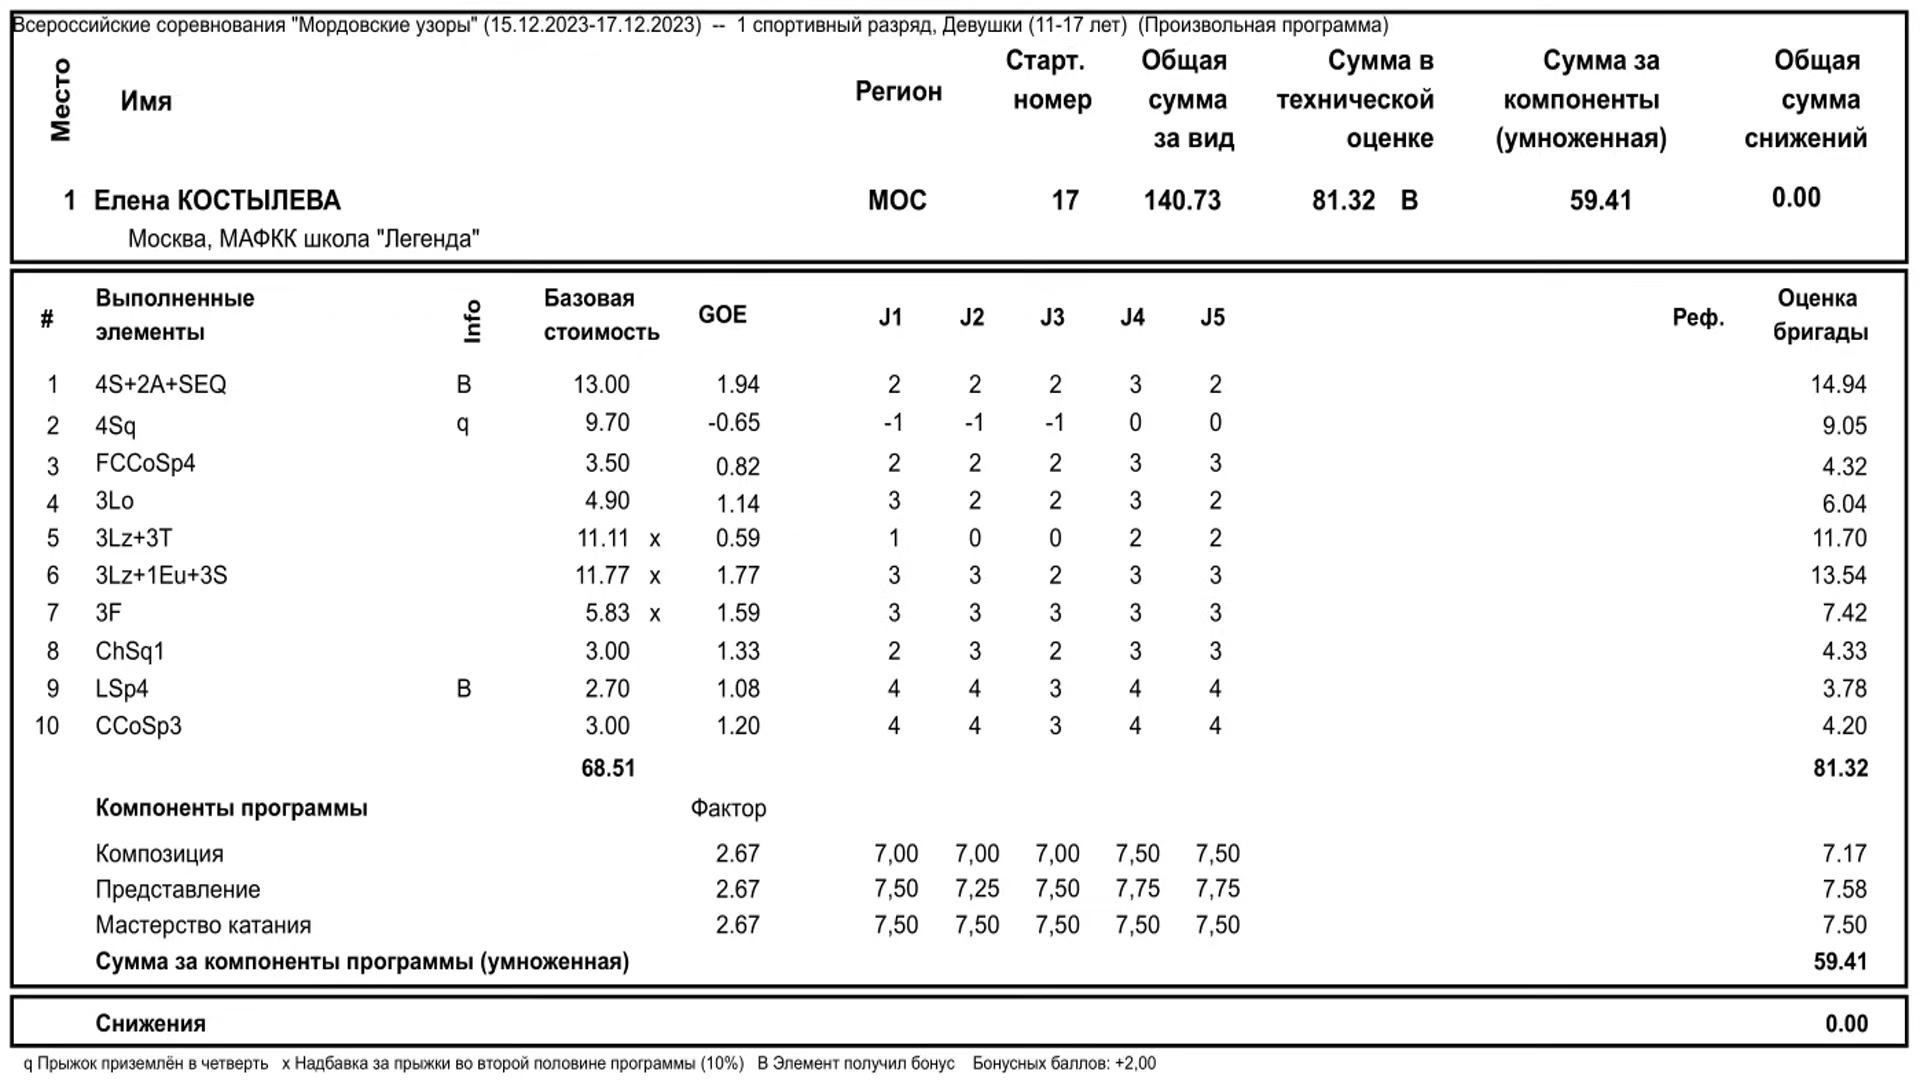 Всероссийские соревнования "Мордовские узоры" (15.12.2023-17.12.2023) -- 1 спортивный разряд, Девушки (11-17 лет) (Произвольная программа)
Место Имя Регион Старт. номер Общая сумма за вид Сумма в технической оценке Сумма за компоненты (умноженная) Общая сумма снижений
1 Елена КОСТЫЛЕВА МОС 17 140.73 81.32 B 59.41 0.00
Москва, МАФКК школа "Легенда"
# Выполненные элементы Info Базовая стоимость GOE J1 J2 J3 J4 J5 Реф. Оценка бригады
1 4S+2A+SEQ B 13.00 1.94 2 2 2 3 2 14.94
2 4Sq q 9.70 -0.65 -1 -1 -1 0 0 9.05
3 FCCoSp4 3.50 0.82 2 2 2 3 3 4.32
4 3Lo 4.90 1.14 3 2 2 3 2 6.04
5 3Lz+3T 11.11 x 0.59 1 0 0 2 2 11.70
6 3Lz+1Eu+3S 11.77 x 1.77 3 3 2 3 3 13.54
7 3F 5.83 x 1.59 3 3 3 3 3 7.42
8 ChSq1 3.00 1.33 2 3 2 3 3 4.33
9 LSp4 B 2.70 1.08 4 4 3 4 4 3.78
10 CCoSp3 3.00 1.20 4 4 3 4 4 4.20
68.51 81.32
Компоненты программы Фактор
Композиция 2.67 7,00 7,00 7,00 7,50 7,50 7.17
Представление 2.67 7,50 7,25 7,50 7,75 7,75 7.58
Мастерство катания 2.67 7,50 7,50 7,50 7,50 7,50 7.50
Сумма за компоненты программы (умноженная) 59.41
Снижения 0.00
q Прыжок приземлён в четверть x Надбавка за прыжки во второй половине программы (10%) B Элемент получил бонус Бонусных баллов: +2,00